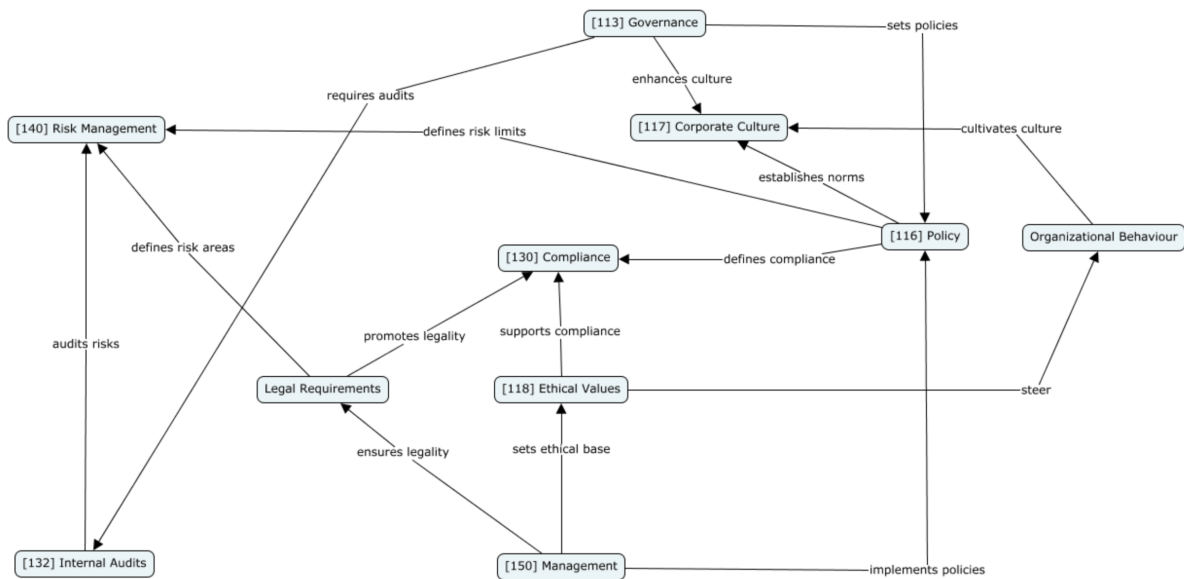 [113] Governance
sets policies
enhances culture
requires audits
[140] Risk Management
defines risk limits
[117] Corporate Culture
cultivates culture
establishes norms
[116] Policy
Organizational Behaviour
defines risk areas
[130] Compliance
defines compliance
audits risks
promotes legality
supports compliance
Legal Requirements
[118] Ethical Values
steer
ensures legality
sets ethical base
[132] Internal Audits
[150] Management
implements policies